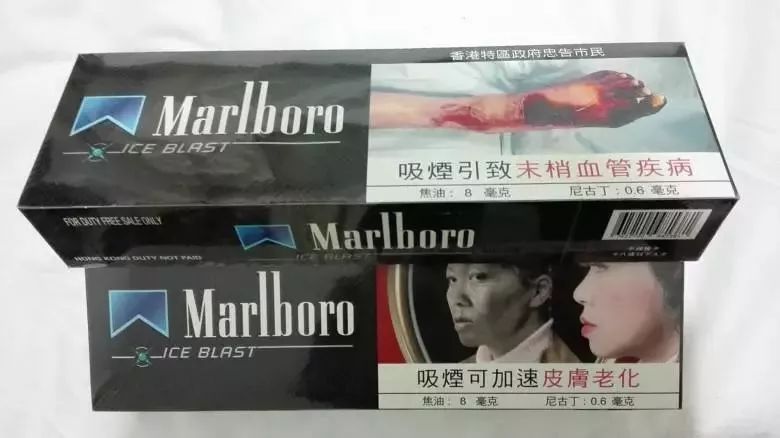 香港特區政府忠告市民
Marlboro
ICE BLAST
吸煙引致末梢血管疾病
焦油：8 毫克 尼古丁：0.6 毫克
FOR DUTY FREE SALE ONLY
Marlboro
ICE BLAST
HONG KONG DUTY NOT PAID
Marlboro
ICE BLAST
吸煙可加速皮膚老化
焦油：8 毫克 尼古丁：0.6 毫克